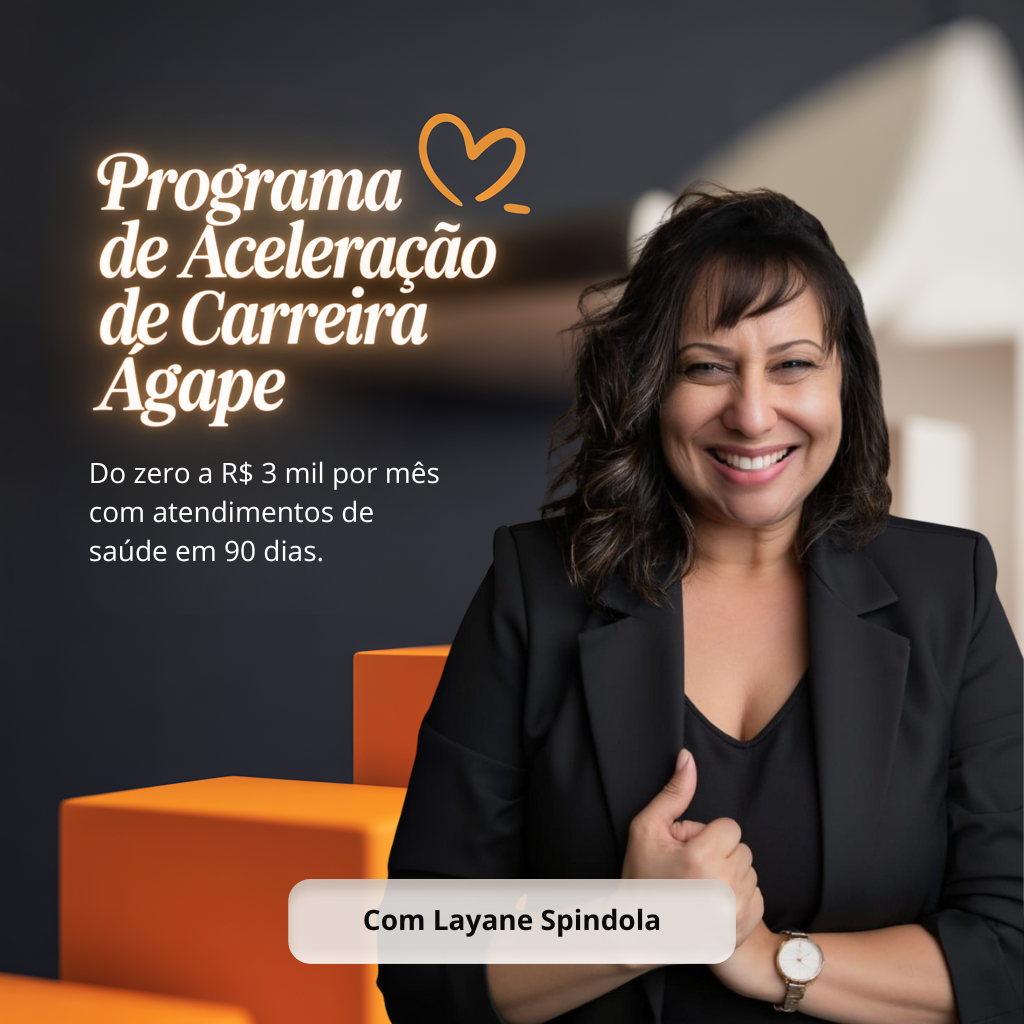 Programa
de Aceleração
de Carreira
Ágape
Do zero a R$ 3 mil por mês
com atendimentos de
saúde em 90 dias.
Com Layane Spindola